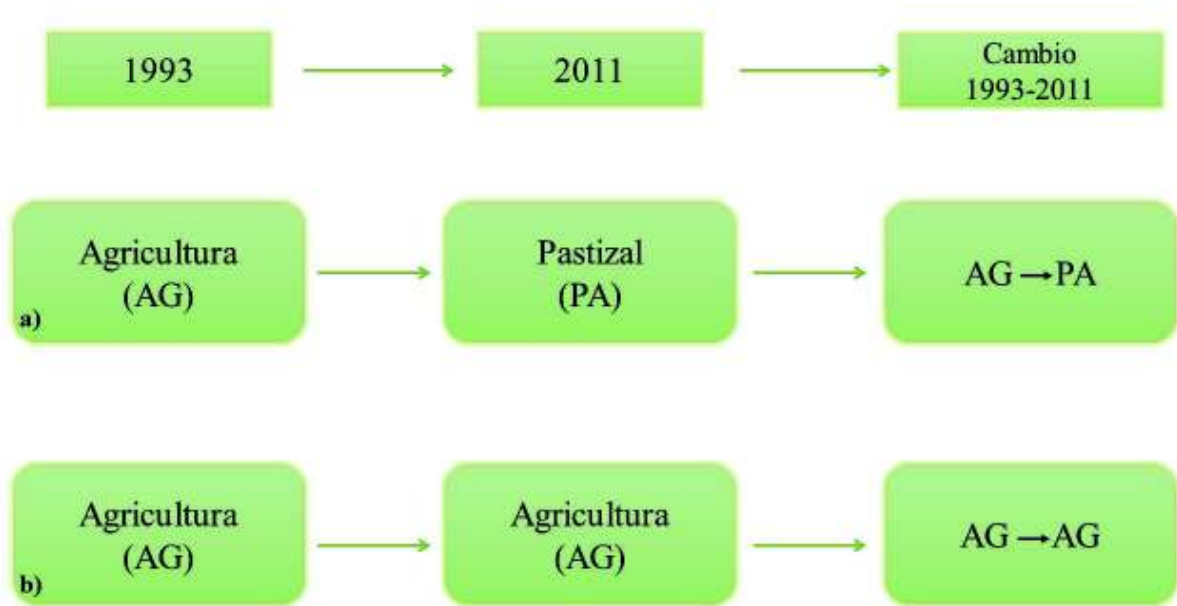 1993
2011
Cambio
1993-2011
Agricultura
(AG)
a)
Pastizal
(PA)
AG → PA
Agricultura
(AG)
b)
Agricultura
(AG)
AG → AG